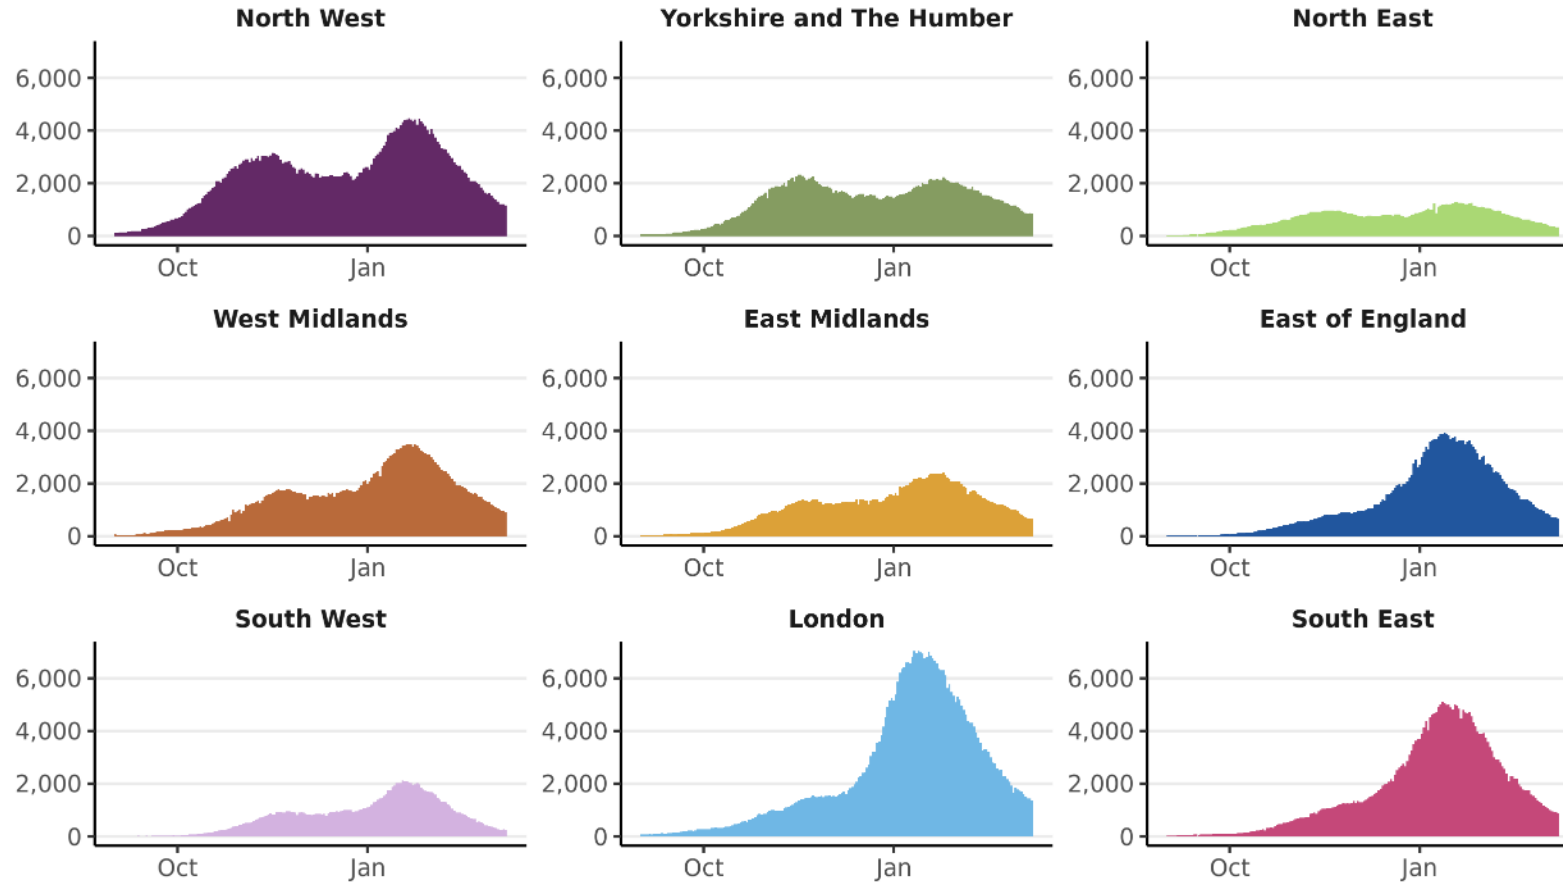 North West
6,000
4,000
2,000
0
Oct Jan
Yorkshire and The Humber
6,000
4,000
2,000
0
Oct Jan
North East
6,000
4,000
2,000
0
Oct Jan
West Midlands
6,000
4,000
2,000
0
Oct Jan
East Midlands
6,000
4,000
2,000
0
Oct Jan
East of England
6,000
4,000
2,000
0
Oct Jan
South West
6,000
4,000
2,000
0
Oct Jan
London
6,000
4,000
2,000
0
Oct Jan
South East
6,000
4,000
2,000
0
Oct Jan